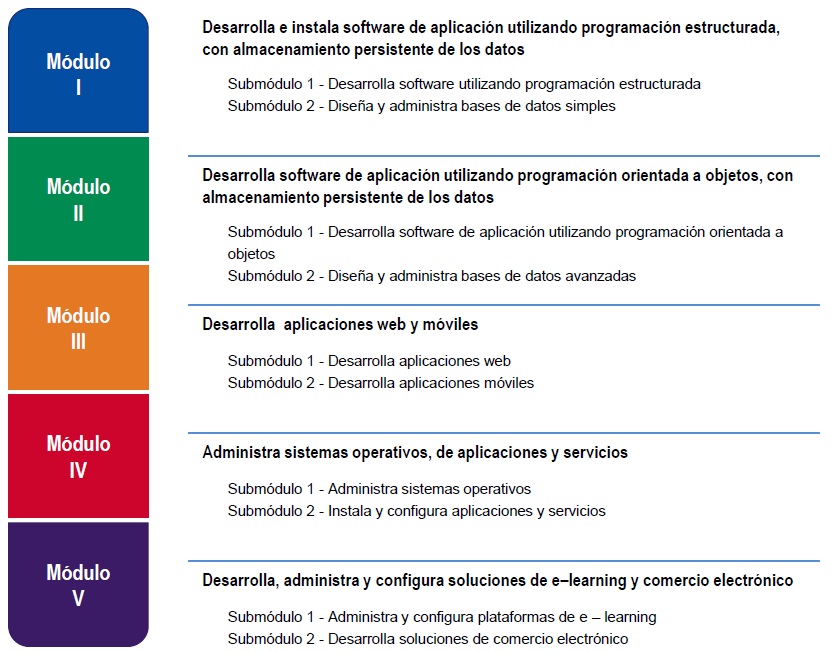 Módulo
I
Desarrolla e instala software de aplicación utilizando programación estructurada,
con almacenamiento persistente de los datos
Submódulo 1 - Desarrolla software utilizando programación estructurada
Submódulo 2 - Diseña y administra bases de datos simples
Módulo
II
Desarrolla software de aplicación utilizando programación orientada a objetos, con
almacenamiento persistente de los datos
Submódulo 1 - Desarrolla software de aplicación utilizando programación orientada a
objetos
Submódulo 2 - Diseña y administra bases de datos avanzadas
Módulo
III
Desarrolla  aplicaciones web y móviles
Submódulo 1 - Desarrolla aplicaciones web
Submódulo 2 - Desarrolla aplicaciones móviles
Módulo
IV
Administra sistemas operativos, de aplicaciones y servicios
Submódulo 1 - Administra sistemas operativos
Submódulo 2 - Instala y configura aplicaciones y servicios
Módulo
V
Desarrolla, administra y configura soluciones de e–learning y comercio electrónico
Submódulo 1 - Administra y configura plataformas de e – learning
Submódulo 2 - Desarrolla soluciones de comercio electrónico